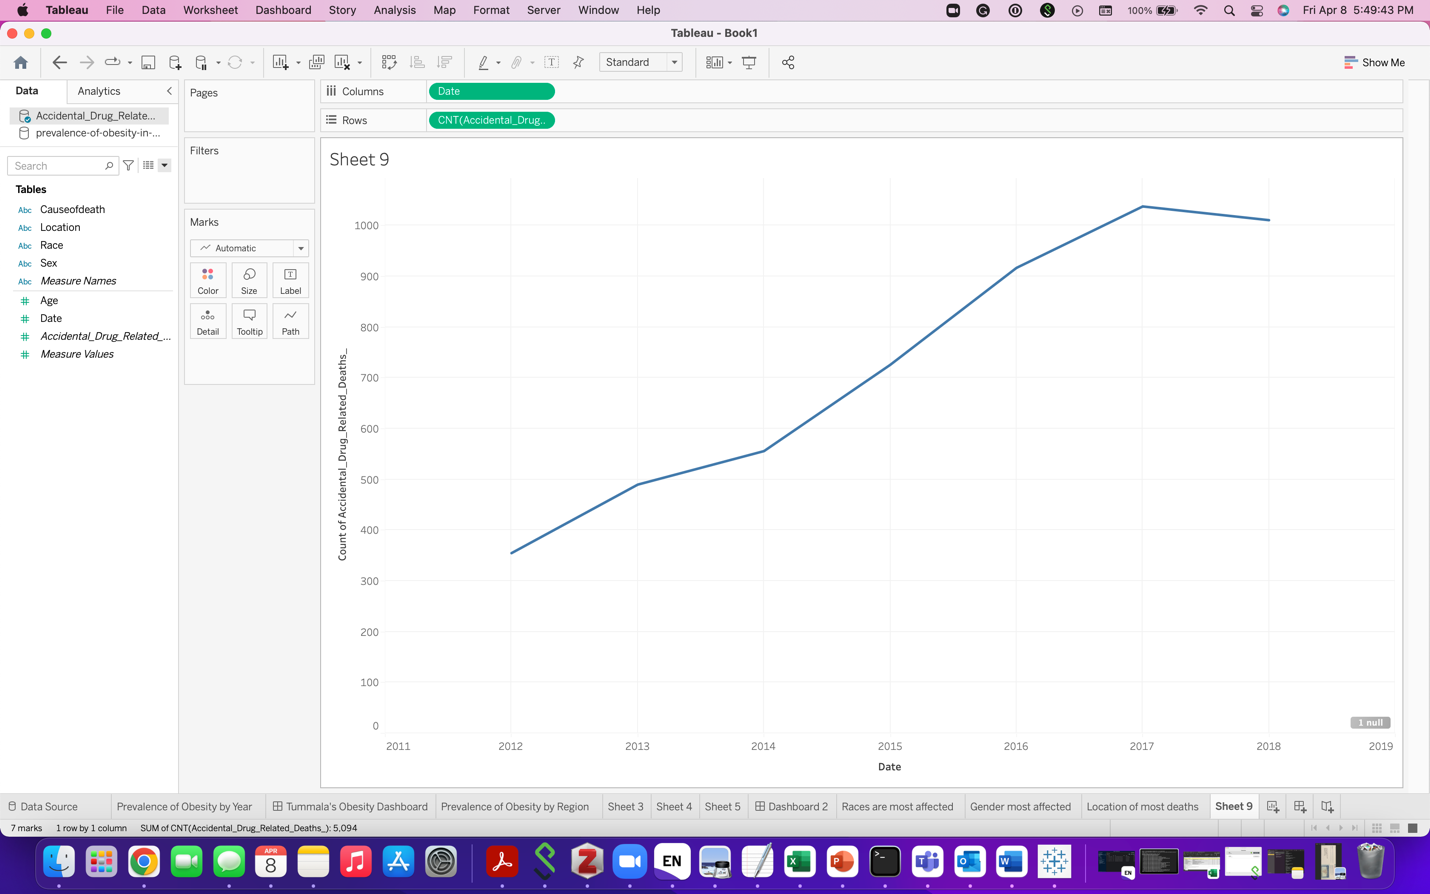 Tableau File Data Worksheet Dashboard Story Analysis Map Format Server Window Help 100% Fri Apr 8 5:49:43 PM
Tableau - Book1
Standard Show Me
Data Analytics
Pages
Columns Date
Accidental_Drug_Relate...
prevalence-of-obesity-in-...
Rows CNT(Accidental_Drug..
Filters
Search
Tables
Sheet 9
Abc Causeofdeath
Abc Location
Abc Race
Abc Sex
Abc Measure Names
# Age
# Date
# Accidental_Drug_Related_...
# Measure Values
Marks
Automatic
Color Size Label
Detail Tooltip Path
Count of Accidental_Drug_Related_Deaths_
1000
900
800
700
600
500
400
300
200
100
0
1 null
2011 2012 2013 2014 2015 2016 2017 2018 2019
Date
Data Source Prevalence of Obesity by Year Tummala's Obesity Dashboard Prevalence of Obesity by Region Sheet 3 Sheet 4 Sheet 5 Dashboard 2 Races are most affected Gender most affected Location of most deaths Sheet 9
7 marks 1 row by 1 column SUM of CNT(Accidental_Drug_Related_Deaths_): 5,094
APR
8
EN